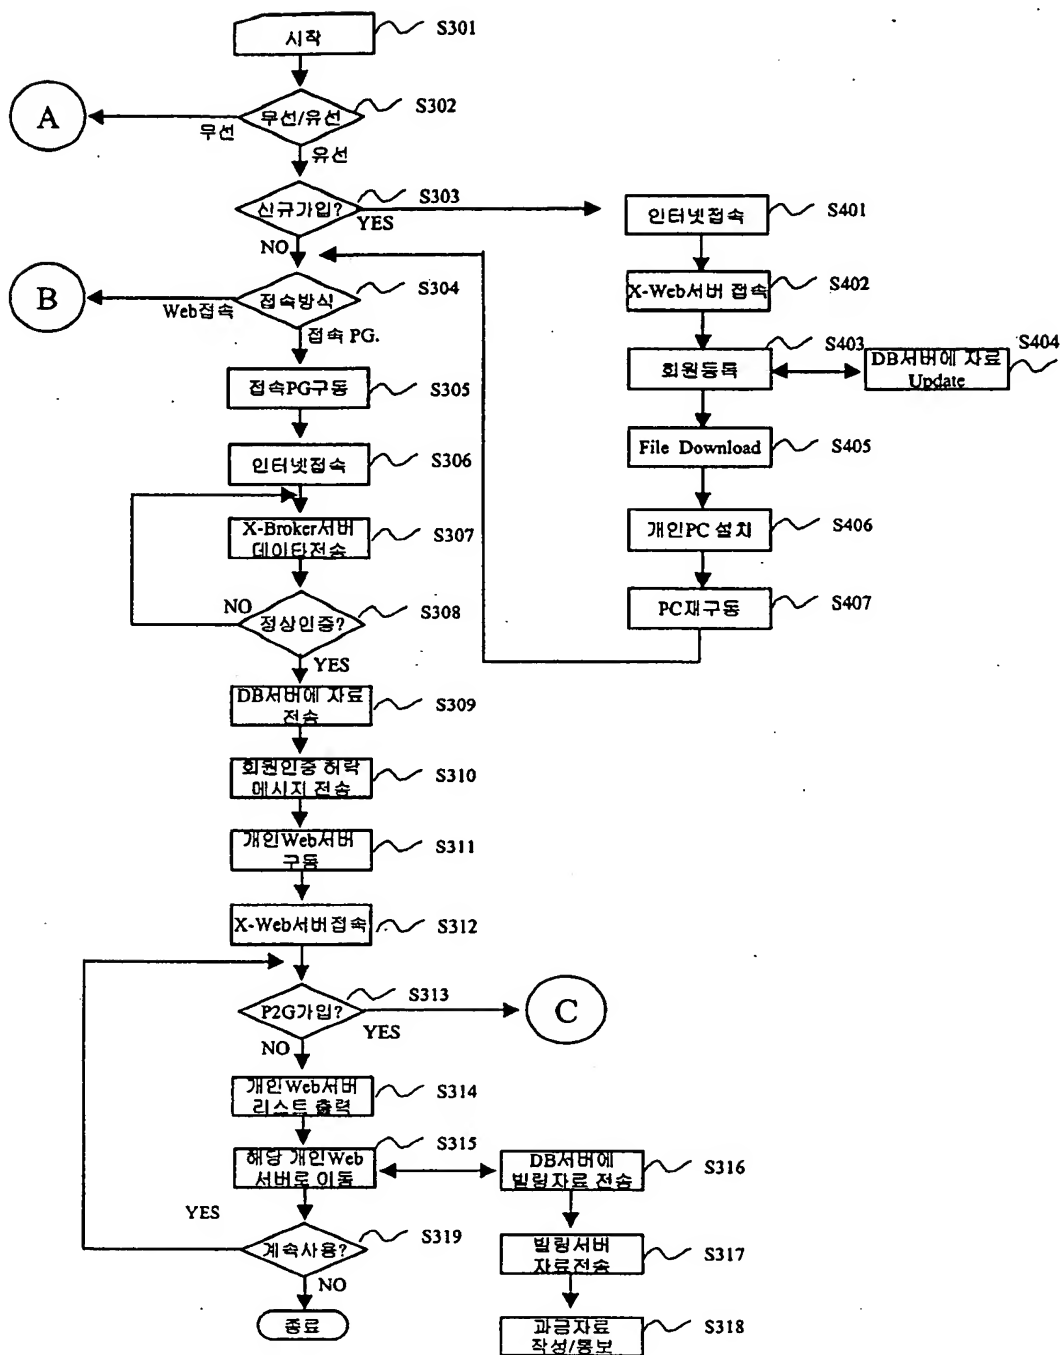 시작
S301
A
무선
무선/유선
S302
유선
신규가입?
S303
YES
NO
B
Web접속
접속방식
S304
접속 PG.
접속PG구동
S305
인터넷접속
S306
X-Broker서버
데이타전송
S307
NO
정상인증?
S308
YES
DB서버에 자료
전송
S309
회원인증 허락
메시지 전송
S310
개인Web서버
구동
S311
X-Web서버접속
S312
P2G가입?
S313
YES
C
NO
개인Web서버
리스트 출력
S314
해당 개인Web
서버로 이동
S315
YES
계속사용?
S319
NO
종료
인터넷접속
S401
X-Web서버 접속
S402
회원등록
S403
DB서버에 자료
Update
S404
File Download
S405
개인PC 설치
S406
PC재구동
S407
DB서버에
빌링자료 전송
S316
빌링서버
자료전송
S317
과금자료
작성/통보
S318